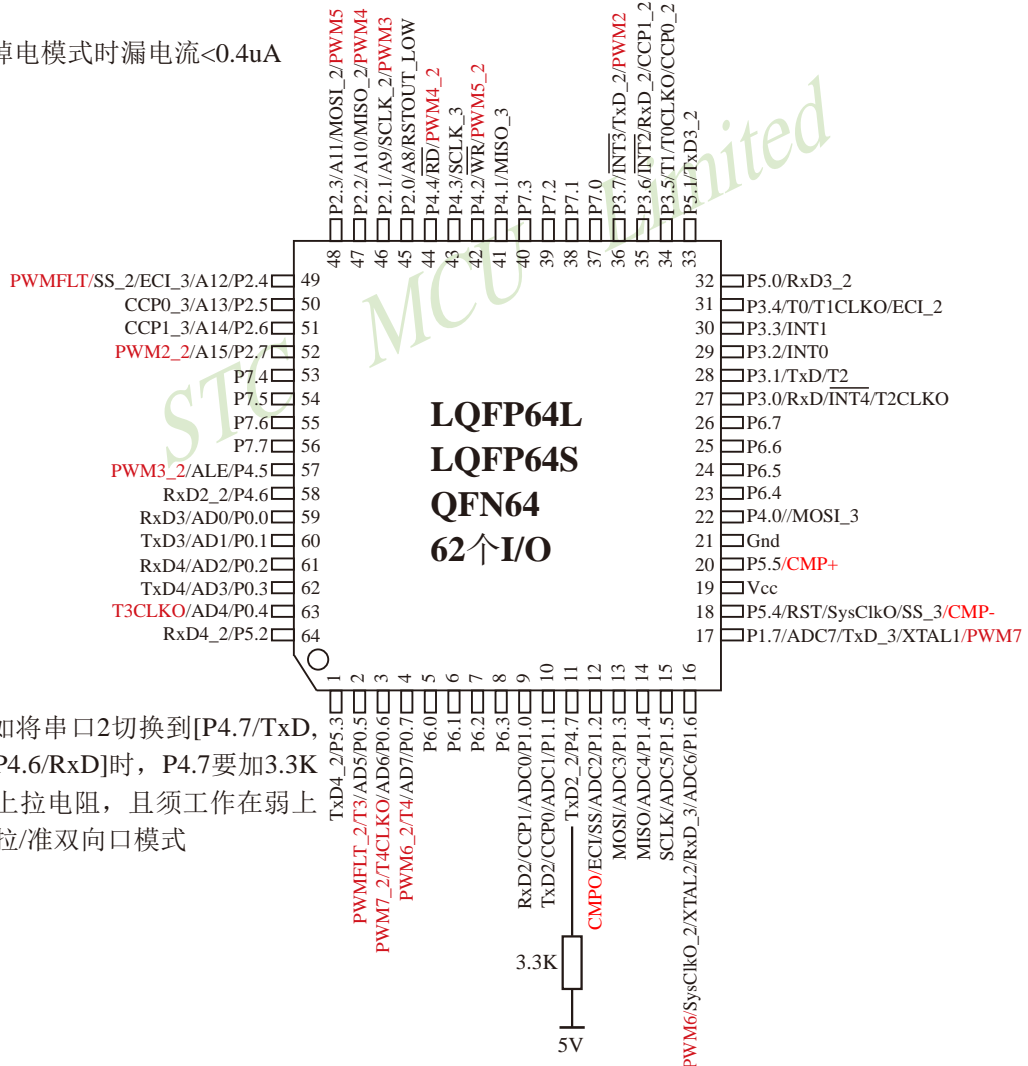 掉电模式时漏电流<0.4uA
P2.3/A11/MOSI_2/PWM5
P2.2/A10/MISO_2/PWM4
P2.1/A9/SCLK_2/PWM3
P2.0/A8/RSTOUT_LOW
P4.4/RD/PWM4_2
P4.3/SCLK_3
P4.2/WR/PWM5_2
P4.1/MISO_3
P7.3
P7.2
P7.1
P7.0
P3.7/INT3/TxD_2/PWM2
P3.6/INT2/RxD_2/CCP1_2
P3.5/T1/T0CLKO/CCP0_2
P5.1/TxD3_2
48 47 46 45 44 43 42 41 40 39 38 37 36 35 34 33
PWMFLT/SS_2/ECI_3/A12/P2.4 49
CCP0_3/A13/P2.5 50
CCP1_3/A14/P2.6 51
PWM2_2/A15/P2.7 52
P7.4 53
P7.5 54
P7.6 55
P7.7 56
PWM3_2/ALE/P4.5 57
RxD2_2/P4.6 58
RxD3/AD0/P0.0 59
TxD3/AD1/P0.1 60
RxD4/AD2/P0.2 61
TxD4/AD3/P0.3 62
T3CLKO/AD4/P0.4 63
RxD4_2/P5.2 64
LQFP64L
LQFP64S
QFN64
62个I/O
STC MCU Limited
32 P5.0/RxD3_2
31 P3.4/T0/T1CLKO/ECI_2
30 P3.3/INT1
29 P3.2/INT0
28 P3.1/TxD/T2
27 P3.0/RxD/INT4/T2CLKO
26 P6.7
25 P6.6
24 P6.5
23 P6.4
22 P4.0//MOSI_3
21 Gnd
20 P5.5/CMP+
19 Vcc
18 P5.4/RST/SysClkO/SS_3/CMP-
17 P1.7/ADC7/TxD_3/XTAL1/PWM7
1 2 3 4 5 6 7 8 9 10 11 12 13 14 15 16
TxD4_2/P5.3
PWMFLT_2/T3/AD5/P0.5
PWM7_2/T4CLKO/AD6/P0.6
PWM6_2/T4/AD7/P0.7
P6.0
P6.1
P6.2
P6.3
RxD2/CCP1/ADC0/P1.0
TxD2/CCP0/ADC1/P1.1
TxD2_2/P4.7
CMPO/ECI/SS/ADC2/P1.2
MOSI/ADC3/P1.3
MISO/ADC4/P1.4
SCLK/ADC5/P1.5
PWM6/SysClkO_2/XTAL2/RxD_3/ADC6/P1.6
如将串口2切换到[P4.7/TxD,
P4.6/RxD]时，P4.7要加3.3K
上拉电阻，且须工作在弱上
拉/准双向口模式
3.3K
5V